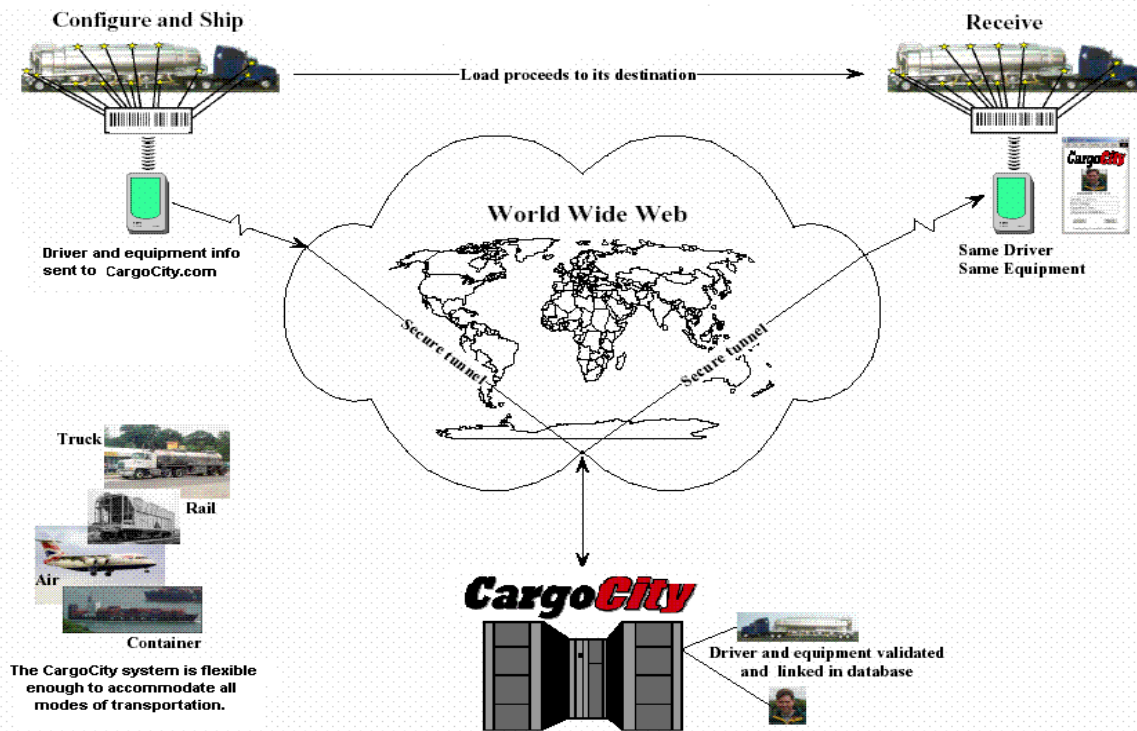 Configure and Ship
Receive
Load proceeds to its destination
CargoCity
World Wide Web
Driver and equipment info
sent to CargoCity.com
Same Driver
Same Equipment
Secure tunnel
Secure tunnel
Truck
Rail
Air
Container
The CargoCity system is flexible
enough to accommodate all
modes of transportation.
CargoCity
Driver and equipment validated
and linked in database